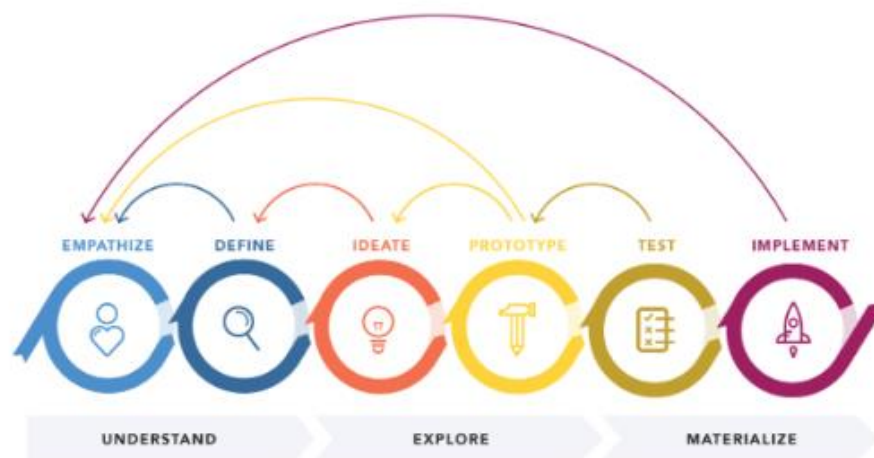 EMPATHIZE DEFINE IDEATE PROTOTYPE TEST IMPLEMENT
UNDERSTAND EXPLORE MATERIALIZE